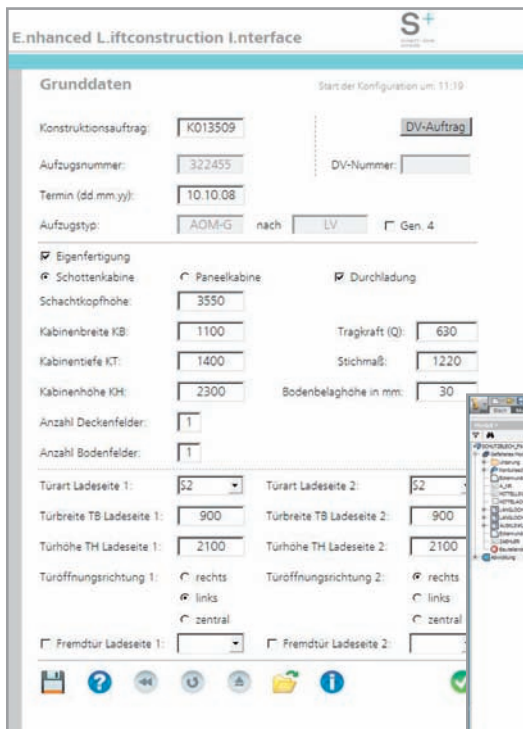 E.nhanced L.iftconstruction I.nterface
S+
Grunddaten
Start der Konfiguration um: 11:19
Konstruktionsauftrag: K013509 DV-Auftrag
Aufzugsnummer: 322455 DV-Nummer:
Termin (dd.mm.yy): 10.10.08
Aufzugstyp: AOM-G nach LV Gen. 4
Eigenfertigung
Schottenkabine Paneelkabine Durchladung
Schachtkopfhöhe: 3550
Kabinenbreite KB: 1100 Tragkraft (Q): 630
Kabinentiefe KT: 1400 Stichmaß: 1220
Kabinenhöhe KH: 2300 Bodenbelaghöhe in mm: 30
Anzahl Deckenfelder: 1
Anzahl Bodenfelder: 1
Türart Ladeseite 1: S2 Türart Ladeseite 2: S2
Türbreite TB Ladeseite 1: 900 Türbreite TB Ladeseite 2: 900
Türhöhe TH Ladeseite 1: 2100 Türhöhe TH Ladeseite 2: 2100
Türöffnungsrichtung 1: rechts Türöffnungsrichtung 2: rechts
links links
zentral zentral
Fremdtür Ladeseite 1: Fremdtür Ladeseite 2: